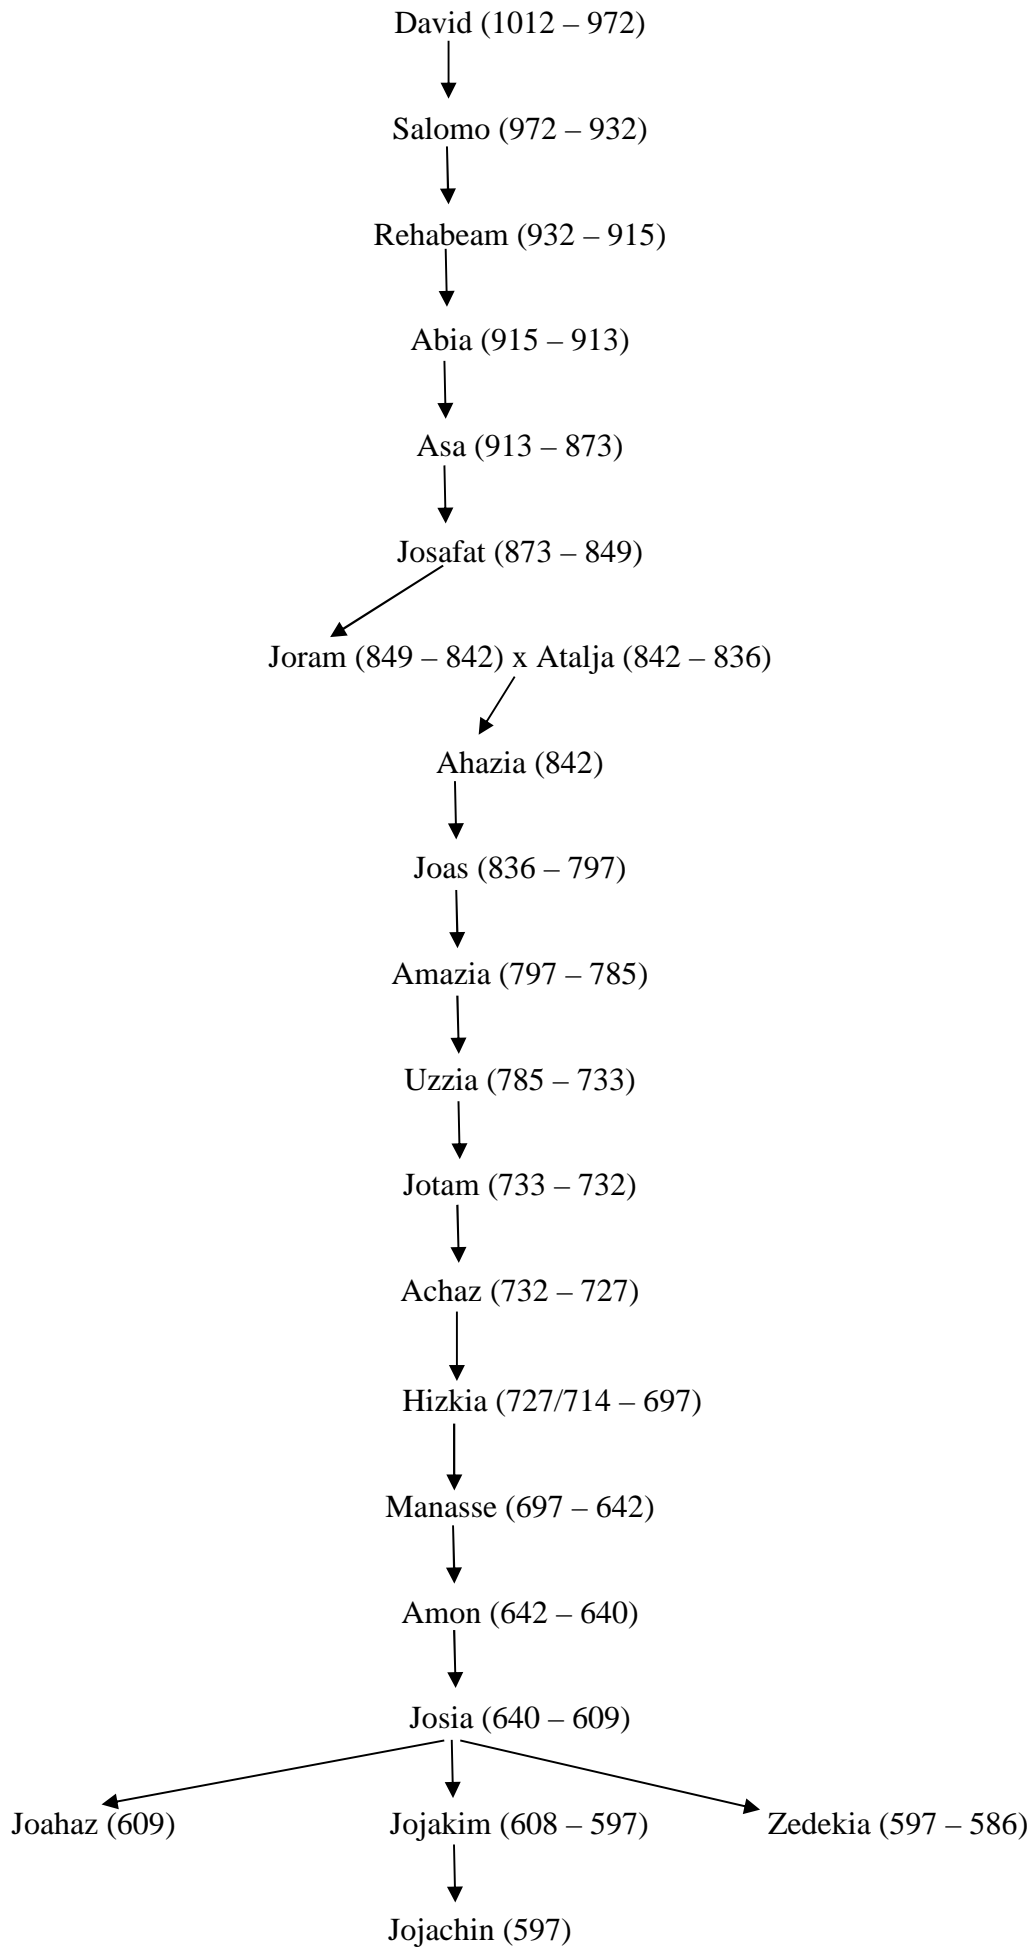 David (1012 – 972)
Salomo (972 – 932)
Rehabeam (932 – 915)
Abia (915 – 913)
Asa (913 – 873)
Josafat (873 – 849)
Joram (849 – 842) x Atalja (842 – 836)
Ahazia (842)
Joas (836 – 797)
Amazia (797 – 785)
Uzzia (785 – 733)
Jotam (733 – 732)
Achaz (732 – 727)
Hizkia (727/714 – 697)
Manasse (697 – 642)
Amon (642 – 640)
Josia (640 – 609)
Joahaz (609) Jojakim (608 – 597) Zedekia (597 – 586)
Jojachin (597)